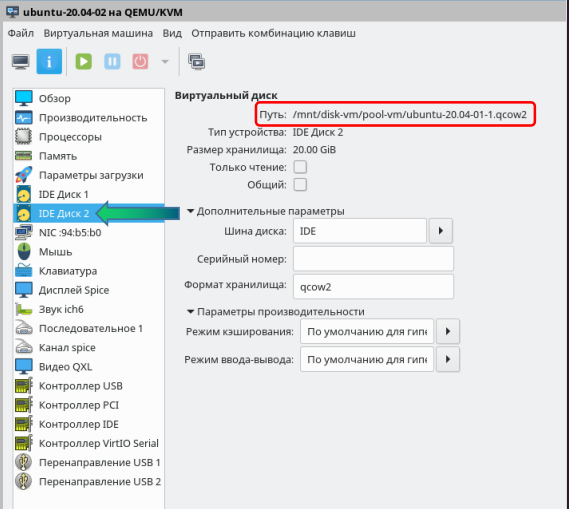 ubuntu-20.04-02 на QEMU/KVM
Файл Виртуальная машина Вид Отправить комбинацию клавиш
Обзор
Производительность
Процессоры
Память
Параметры загрузки
IDE Диск 1
IDE Диск 2
NIC :94:b5:b0
Мышь
Клавиатура
Дисплей Spice
Звук ich6
Последовательное 1
Канал spice
Видео QXL
Контроллер USB
Контроллер PCI
Контроллер IDE
Контроллер VirtIO Serial
Перенаправление USB 1
Перенаправление USB 2
Виртуальный диск
Путь: /mnt/disk-vm/pool-vm/ubuntu-20.04-01-1.qcow2
Тип устройства: IDE Диск 2
Размер хранилища: 20.00 GiB
Только чтение:
Общий:
Дополнительные параметры
Шина диска: IDE
Серийный номер:
Формат хранилища: qcow2
Параметры производительности
Режим кэширования: По умолчанию для гипе
Режим ввода-вывода: По умолчанию для гипе